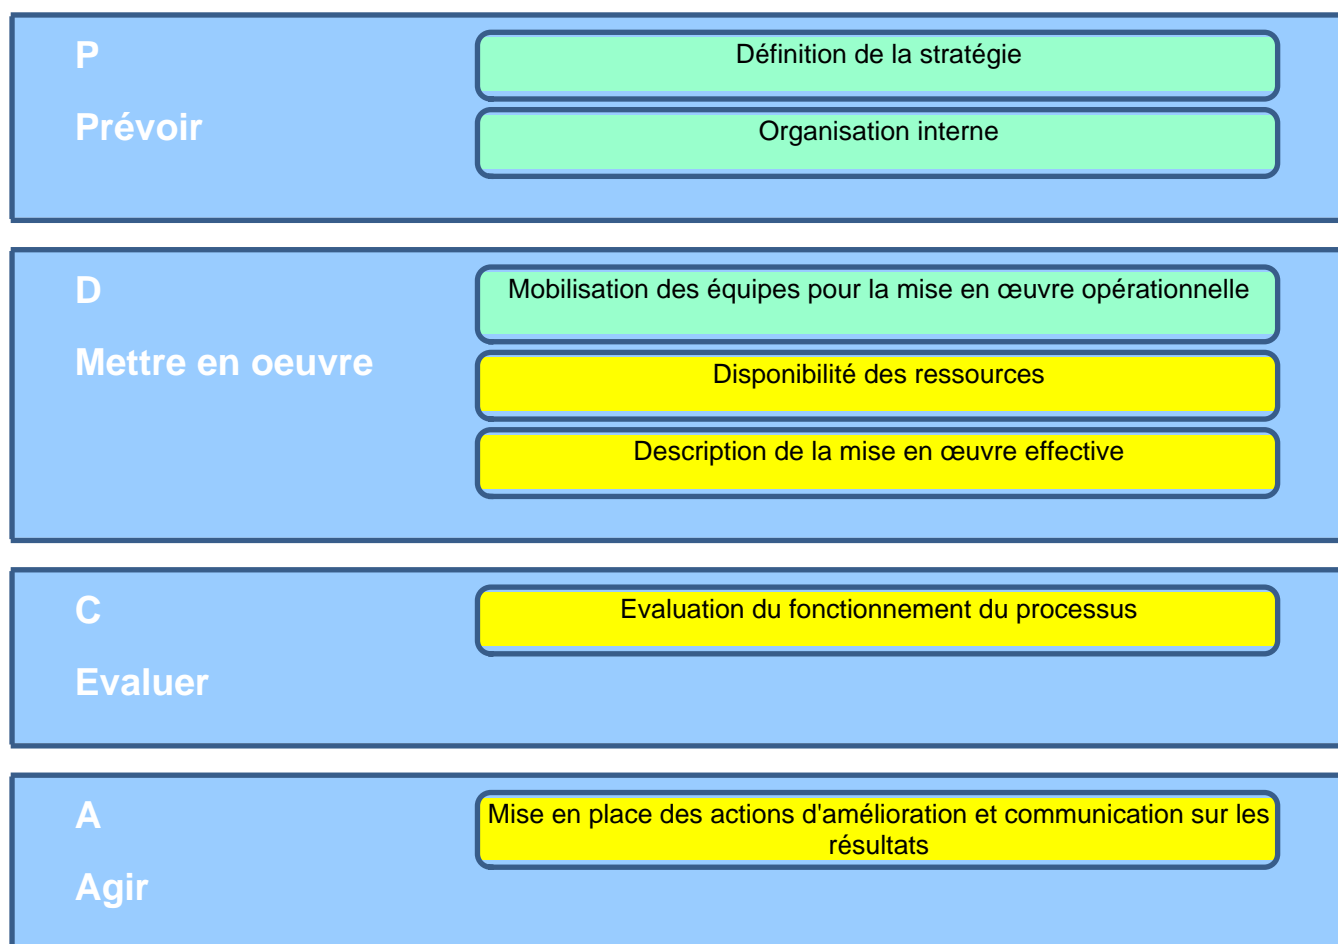 P
Prévoir
Définition de la stratégie
Organisation interne
D
Mettre en oeuvre
Mobilisation des équipes pour la mise en œuvre opérationnelle
Disponibilité des ressources
Description de la mise en œuvre effective
C
Evaluer
Evaluation du fonctionnement du processus
A
Agir
Mise en place des actions d'amélioration et communication sur les
résultats